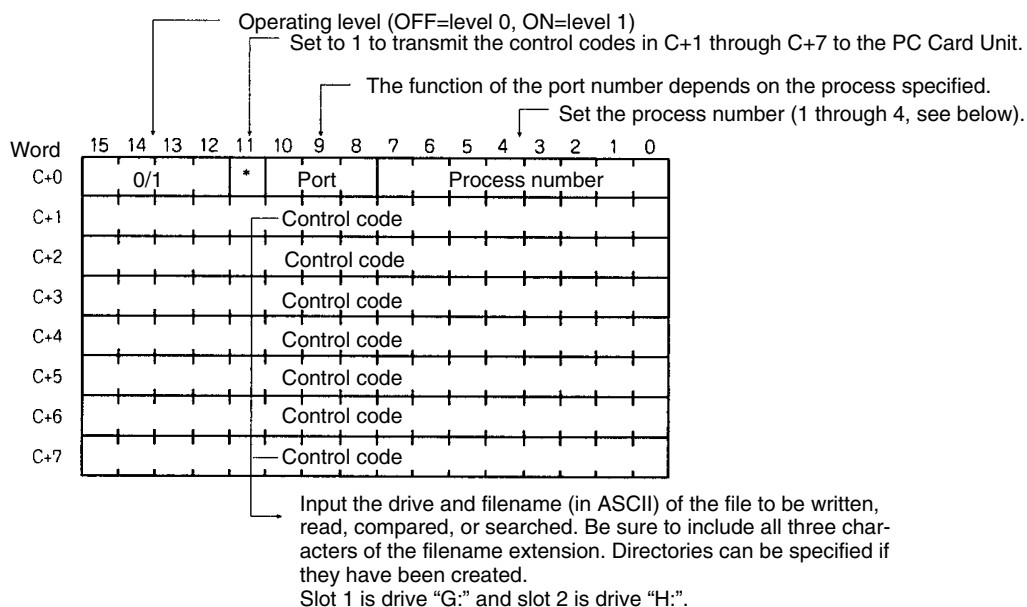 Operating level (OFF=level 0, ON=level 1)
Set to 1 to transmit the control codes in C+1 through C+7 to the PC Card Unit.
The function of the port number depends on the process specified.
Set the process number (1 through 4, see below).
Word 15 14 13 12 11 10 9 8 7 6 5 4 3 2 1 0
C+0 0/1 * Port Process number
C+1 Control code
C+2 Control code
C+3 Control code
C+4 Control code
C+5 Control code
C+6 Control code
C+7 Control code
Input the drive and filename (in ASCII) of the file to be written,
read, compared, or searched. Be sure to include all three char-
acters of the filename extension. Directories can be specified if
they have been created.
Slot 1 is drive “G:” and slot 2 is drive “H:”.